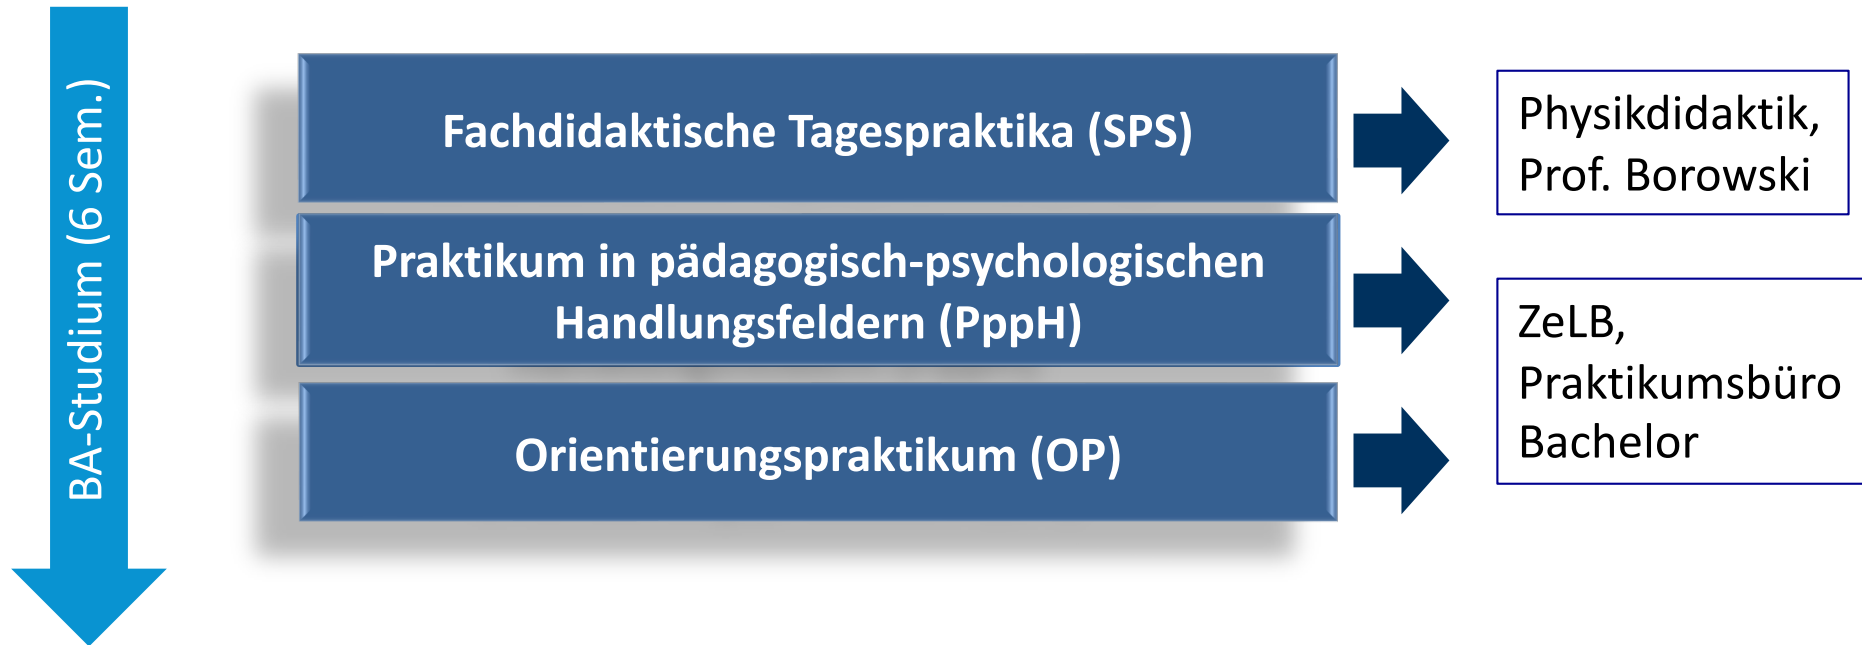 BA-Studium (6 Sem.)
Fachdidaktische Tagespraktika (SPS)
Physikdidaktik,
Prof. Borowski
Praktikum in pädagogisch-psychologischen
Handlungsfeldern (PppH)
Orientierungspraktikum (OP)
ZeLB,
Praktikumsbüro
Bachelor